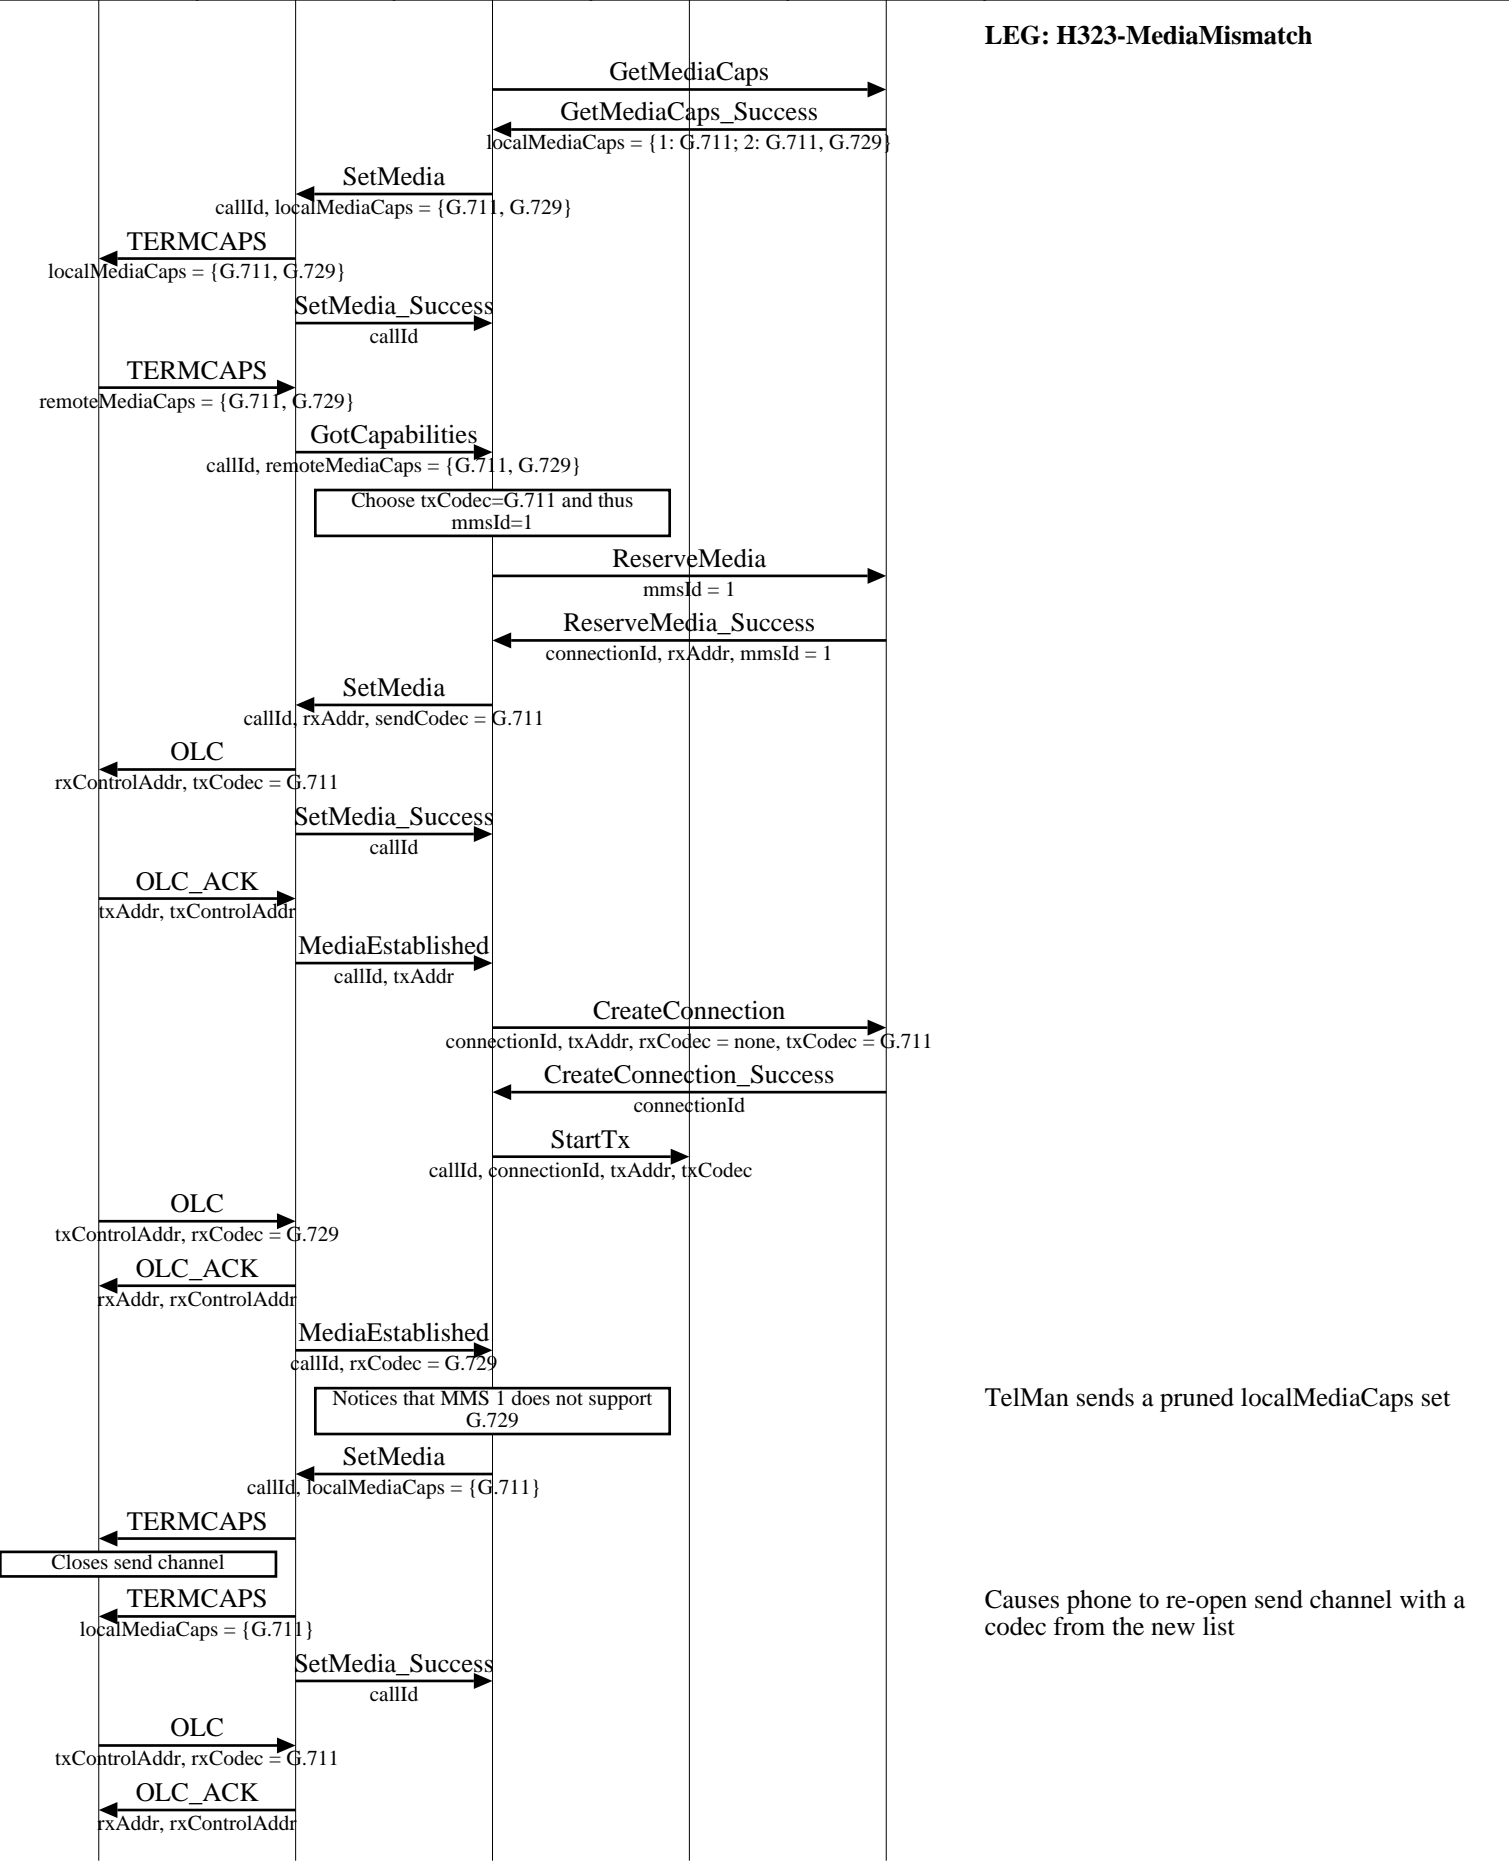 LEG: H323-MediaMismatch
GetMediaCaps
GetMediaCaps_Success
localMediaCaps = {1: G.711; 2: G.711, G.729}
SetMedia
callId, localMediaCaps = {G.711, G.729}
TERMCAPS
localMediaCaps = {G.711, G.729}
SetMedia_Success
callId
TERMCAPS
remoteMediaCaps = {G.711, G.729}
GotCapabilities
callId, remoteMediaCaps = {G.711, G.729}
Choose txCodec=G.711 and thus
mmsId=1
ReserveMedia
mmsId = 1
ReserveMedia_Success
connectionId, rxAddr, mmsId = 1
SetMedia
callId, rxAddr, sendCodec = G.711
OLC
rxControlAddr, txCodec = G.711
SetMedia_Success
callId
OLC_ACK
txAddr, txControlAddr
MediaEstablished
callId, txAddr
CreateConnection
connectionId, txAddr, rxCodec = none, txCodec = G.711
CreateConnection_Success
connectionId
StartTx
callId, connectionId, txAddr, txCodec
OLC
txControlAddr, rxCodec = G.729
OLC_ACK
rxAddr, rxControlAddr
MediaEstablished
callId, rxCodec = G.729
Notices that MMS 1 does not support
G.729
TelMan sends a pruned localMediaCaps set
SetMedia
callId, localMediaCaps = {G.711}
TERMCAPS
Closes send channel
TERMCAPS
localMediaCaps = {G.711}
Causes phone to re-open send channel with a
codec from the new list
SetMedia_Success
callId
OLC
txControlAddr, rxCodec = G.711
OLC_ACK
rxAddr, rxControlAddr